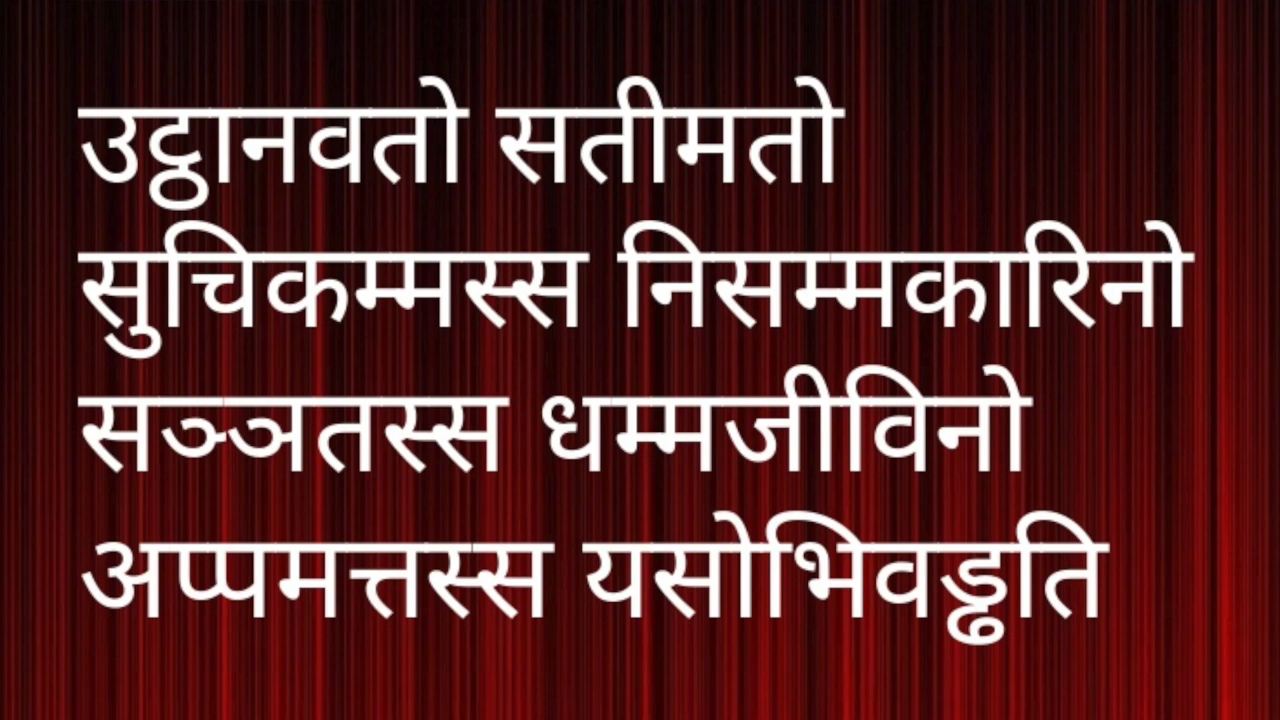 उट्ठानवतो सतीमतो
सुचिकम्मस्स निसम्मकारिनो
सञ्ञतस्स धम्मजीविनो
अप्पमत्तस्स यसोभिवड्ढति